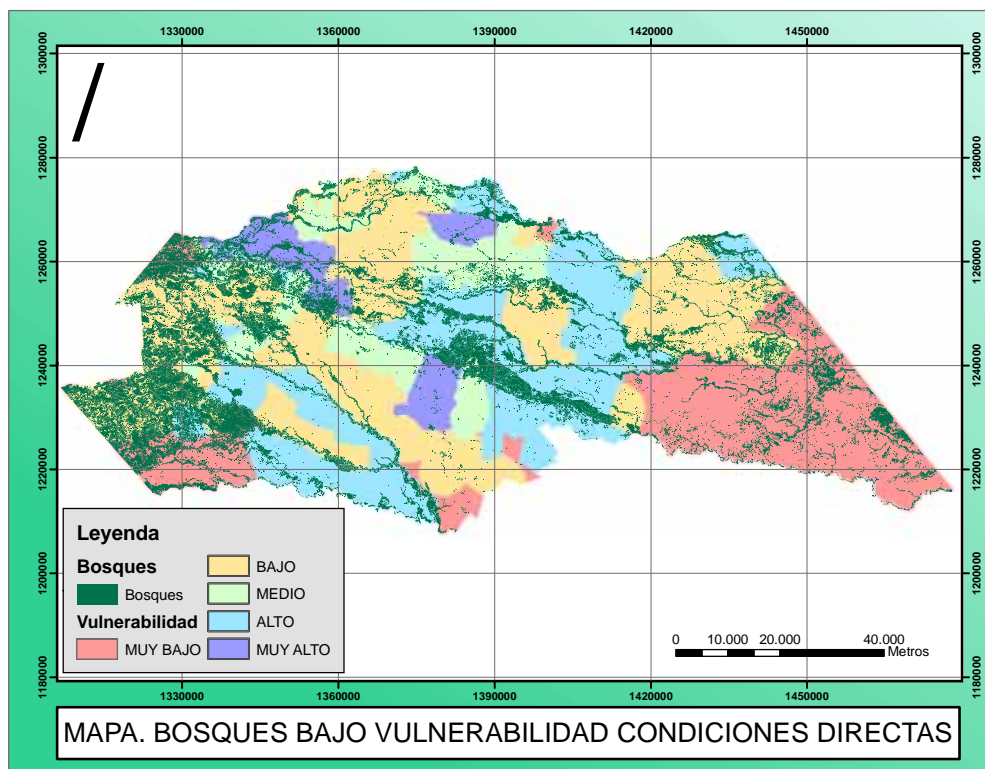 1330000 1360000 1390000 1420000 1450000
1300000 1300000
1280000 1280000
1260000 1260000
1240000 1240000
1220000 1220000
1200000 1200000
1180000 1180000
Leyenda
Bosques
Bosques
Vulnerabilidad
MUY BAJO
BAJO
MEDIO
ALTO
MUY ALTO
0 10.000 20.000 40.000
Metros
1330000 1360000 1390000 1420000 1450000
MAPA. BOSQUES BAJO VULNERABILIDAD CONDICIONES DIRECTAS